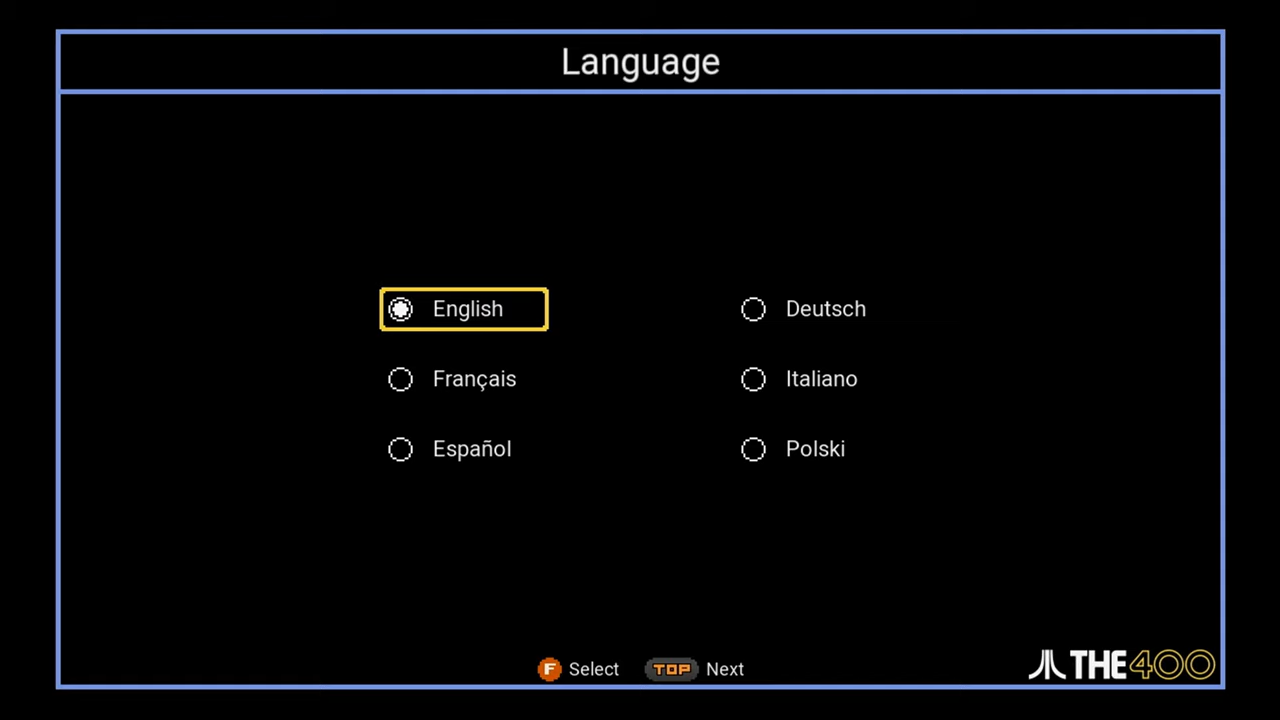 Language
English
Deutsch
Français
Italiano
Español
Polski
F Select TOP Next
THE400